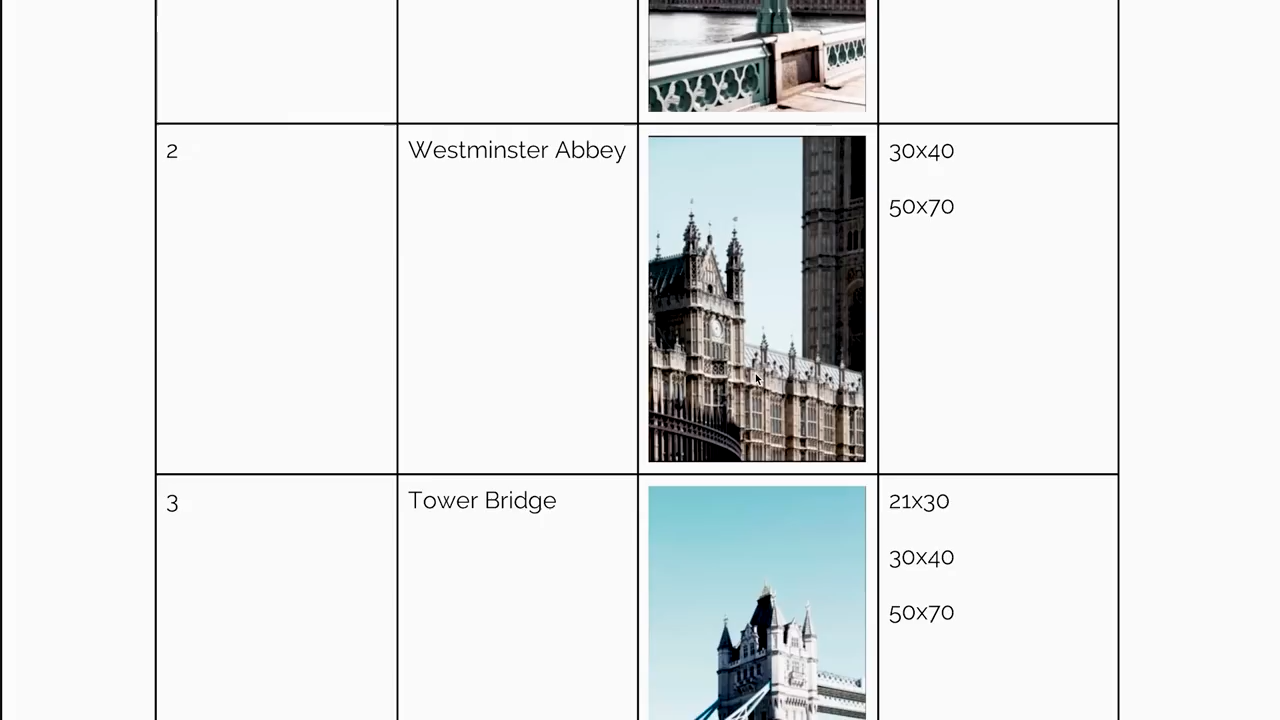 2
Westminster Abbey
30x40
50x70
3
Tower Bridge
21x30
30x40
50x70